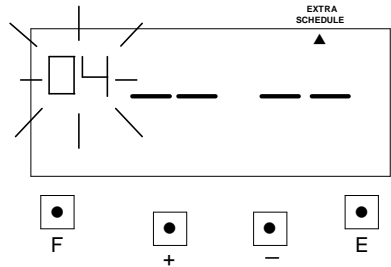 EXTRA
SCHEDULE
04 -- --
F + - E